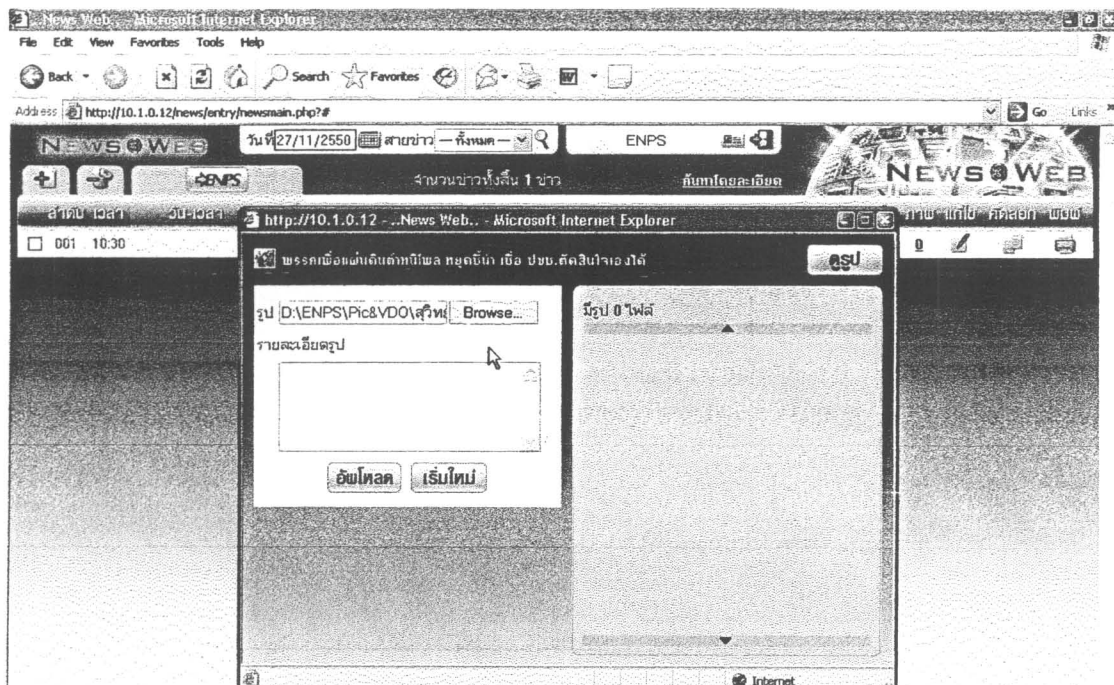 ..News Web.. - Microsoft Internet Explorer
File Edit View Favorites Tools Help
Back Search Favorites
Address http://10.1.0.12/news/entry/newsmain.php?# Go Links
NEWS@WEB วันที่ 27/11/2550 สายข่าว — ทั้งหมด — ENPS NEWS@WEB
ENPS จำนวนข่าวทั้งสิ้น 1 ข่าว ค้นหาโดยละเอียด
ลำดับ เวลา วัน-เวลา ภาพ แก้ไข คัดลอก พิมพ์
001 10:30 0
http://10.1.0.12 - ..News Web.. - Microsoft Internet Explorer
พรรคเพื่อแผ่นดินตำหนิโพล หยุดชี้นำ เชื่อ ปชช.ตัดสินใจเองได้ ดูรูป
รูป D:\ENPS\Pic&VDO\สุวิทย์ Browse...
มีรูป 0 ไฟล์
รายละเอียดรูป
อัพโหลด เริ่มใหม่
Internet